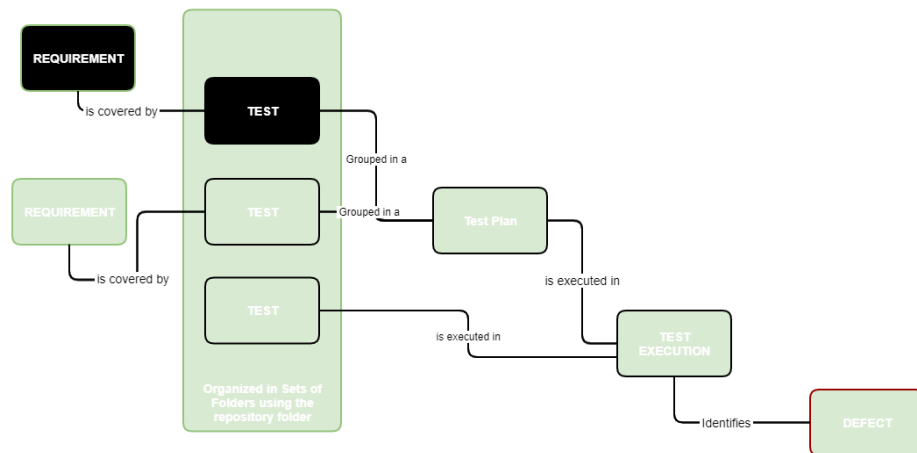 REQUIREMENT
is covered by
TEST
Grouped in a
REQUIREMENT
TEST
Grouped in a
Test Plan
is covered by
is executed in
TEST
is executed in
TEST
EXECUTION
Organized in Sets of
Folders using the
repository folder
Identifies
DEFECT